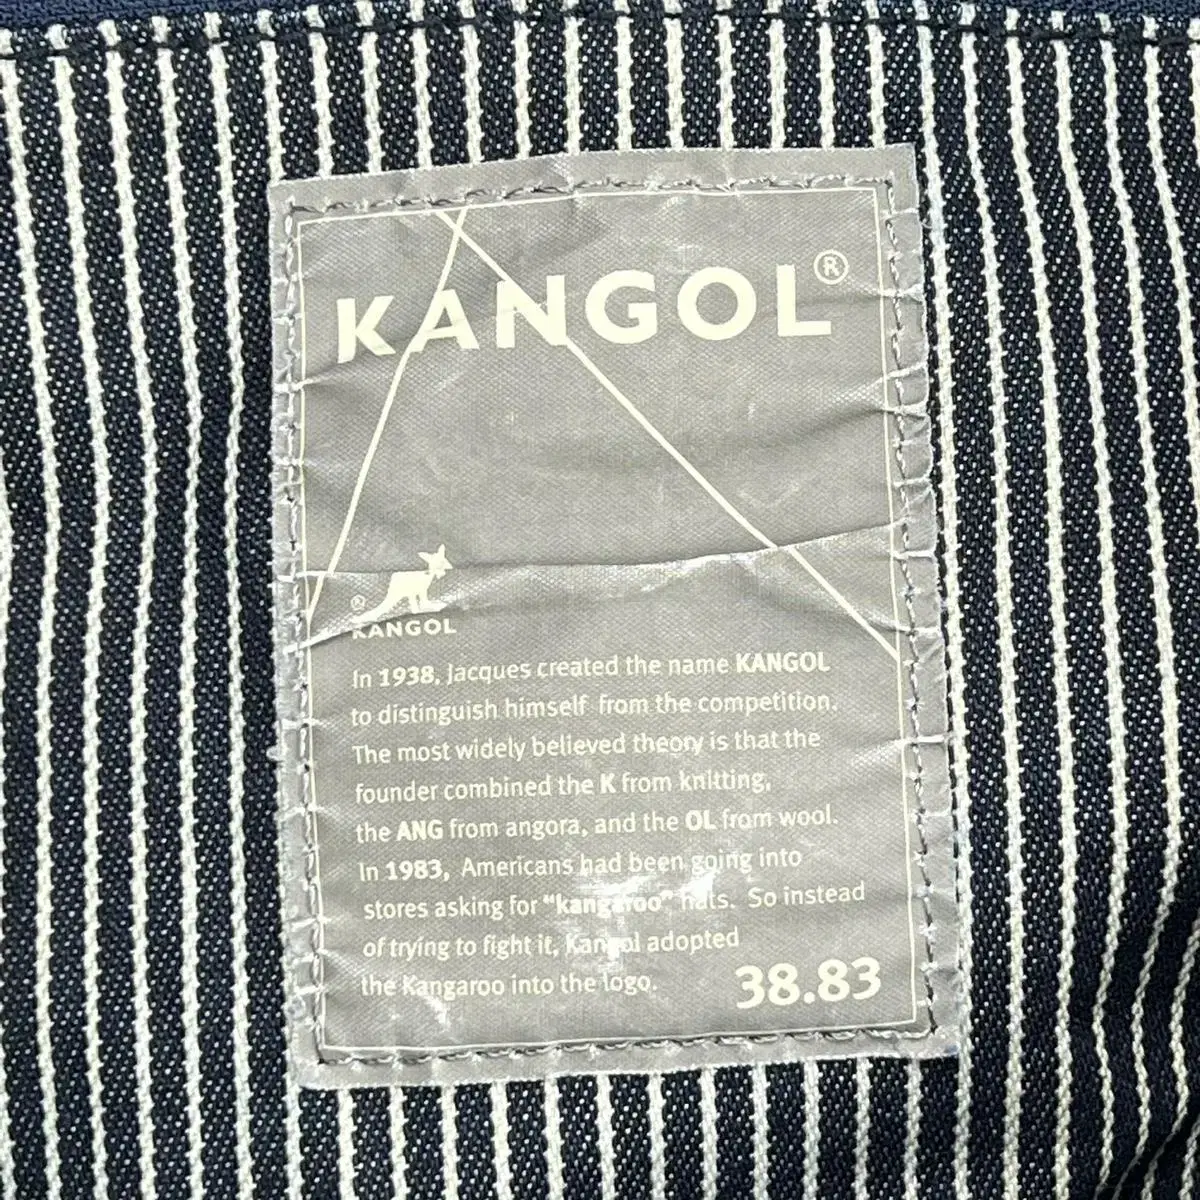 KANGOL®
®
KANGOL
In 1938, Jacques created the name KANGOL
to distinguish himself from the competition.
The most widely believed theory is that the
founder combined the K from knitting,
the ANG from angora, and the OL from wool.
In 1983, Americans had been going into
stores asking for “kangaroo” hats. So instead
of trying to fight it, Kangol adopted
the Kangaroo into the logo.
38.83